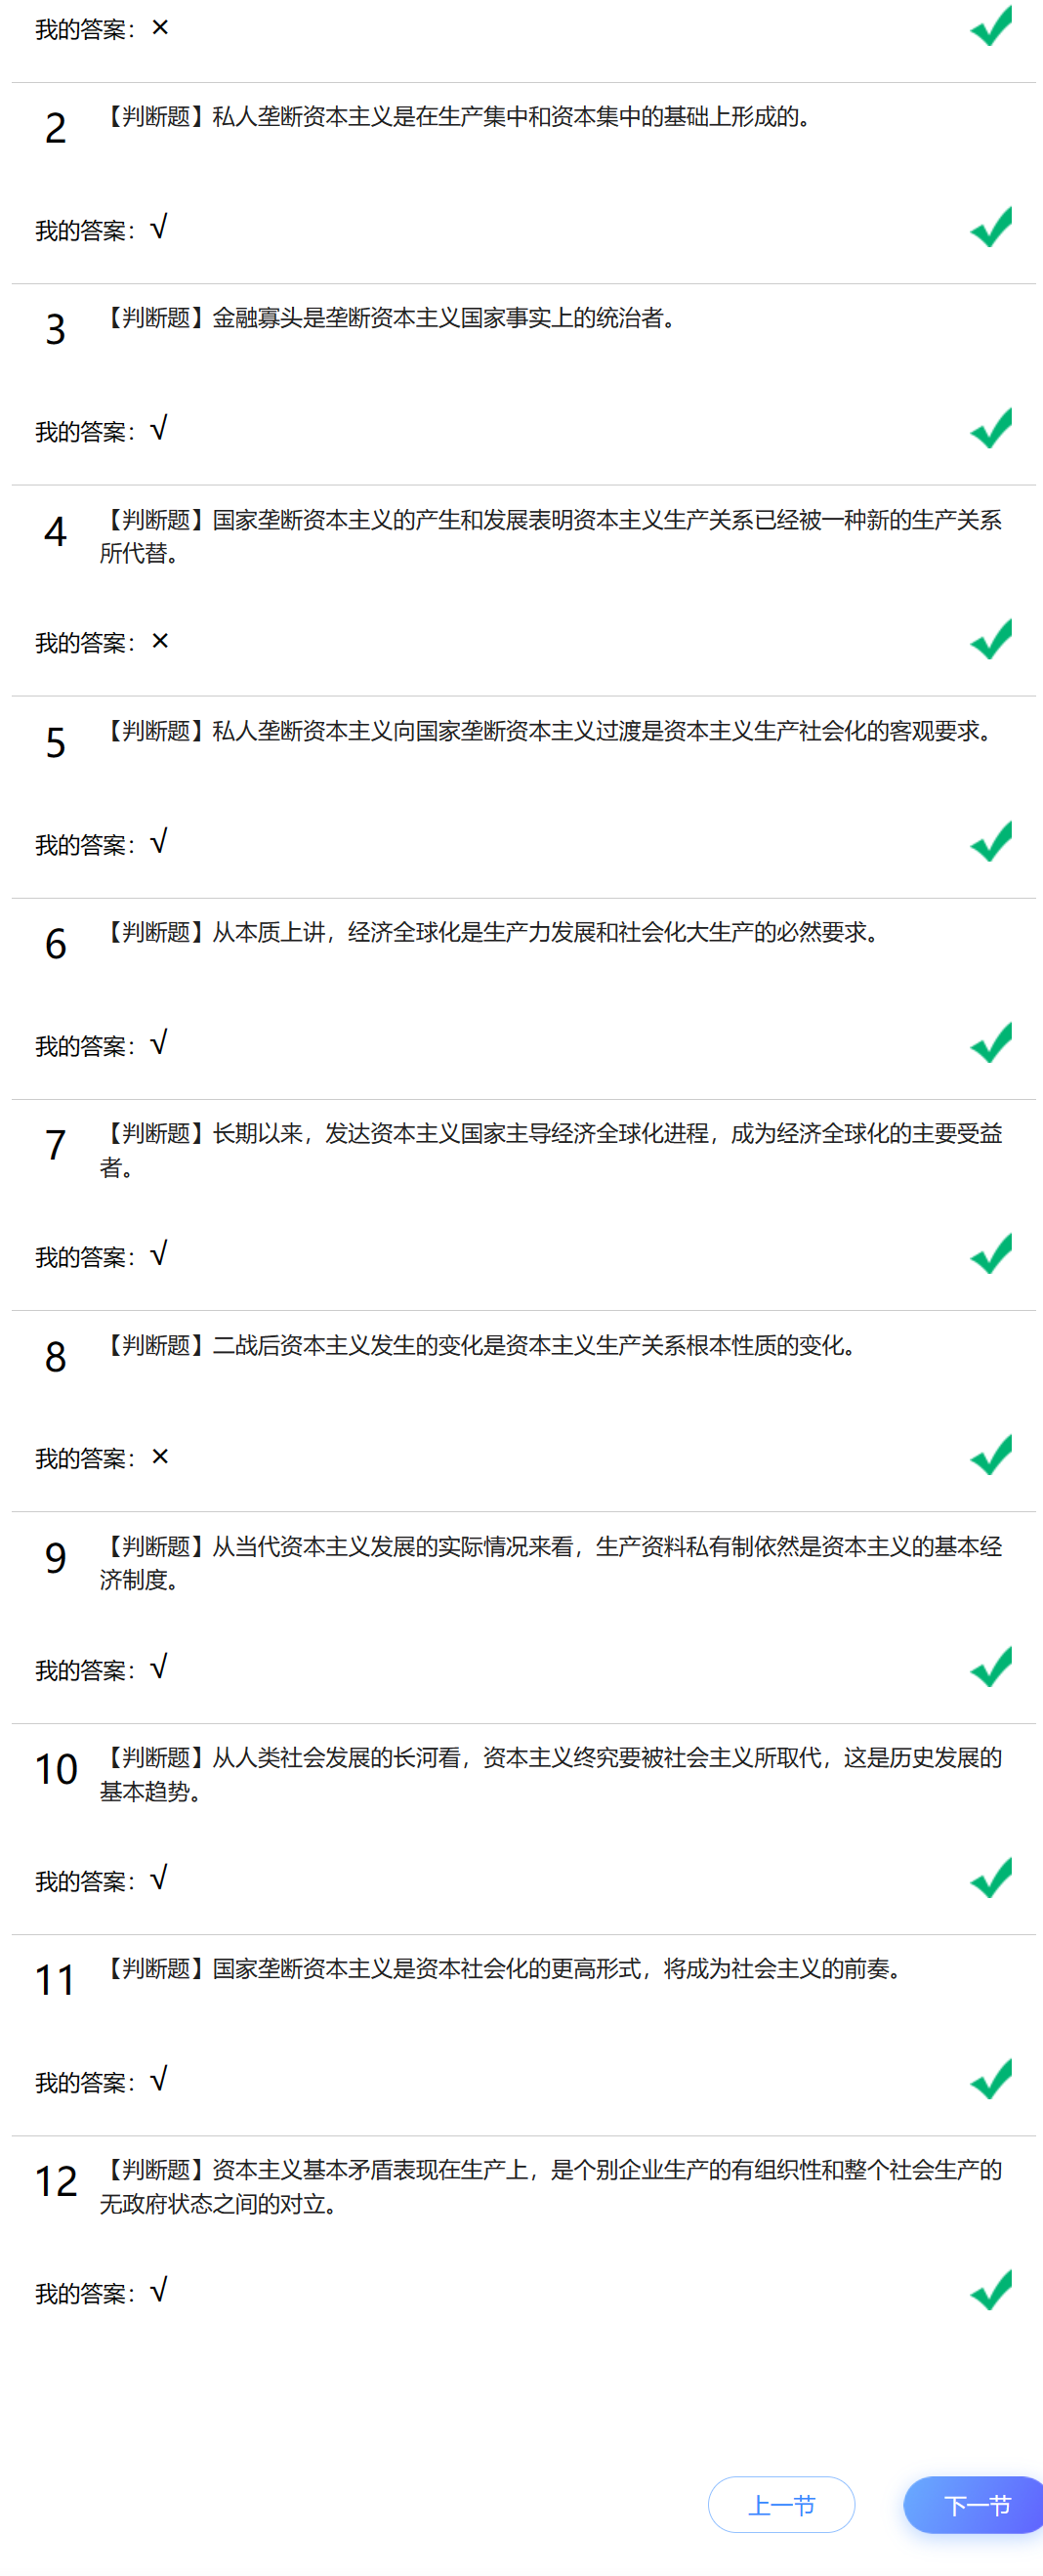 我的答案：×
2 【判断题】私人垄断资本主义是在生产集中和资本集中的基础上形成的。
我的答案：√
3 【判断题】金融寡头是垄断资本主义国家事实上的统治者。
我的答案：√
4 【判断题】国家垄断资本主义的产生和发展表明资本主义生产关系已经被一种新的生产关系
所代替。
我的答案：×
5 【判断题】私人垄断资本主义向国家垄断资本主义过渡是资本主义生产社会化的客观要求。
我的答案：√
6 【判断题】从本质上讲，经济全球化是生产力发展和社会化大生产的必然要求。
我的答案：√
7 【判断题】长期以来，发达资本主义国家主导经济全球化进程，成为经济全球化的主要受益
者。
我的答案：√
8 【判断题】二战后资本主义发生的变化是资本主义生产关系根本性质的变化。
我的答案：×
9 【判断题】从当代资本主义发展的实际情况来看，生产资料私有制依然是资本主义的基本经
济制度。
我的答案：√
10 【判断题】从人类社会发展的长河看，资本主义终究要被社会主义所取代，这是历史发展的
基本趋势。
我的答案：√
11 【判断题】国家垄断资本主义是资本社会化的更高形式，将成为社会主义的前奏。
我的答案：√
12 【判断题】资本主义基本矛盾表现在生产上，是个别企业生产的有组织性和整个社会生产的
无政府状态之间的对立。
我的答案：√
上一节 下一节